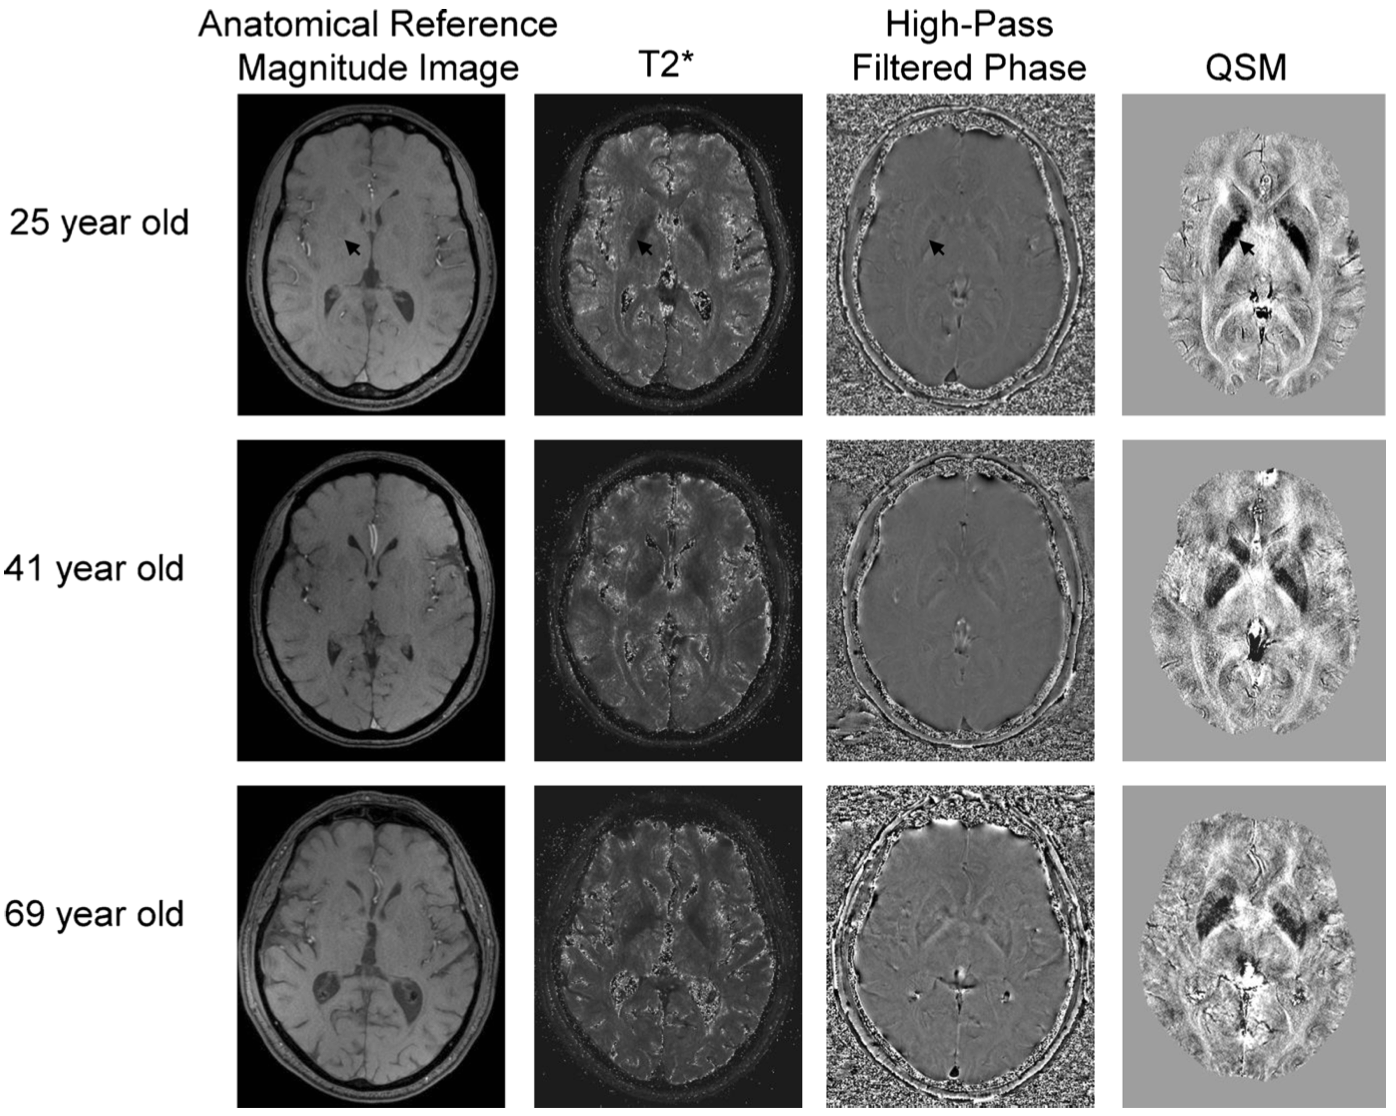 Anatomical Reference
Magnitude Image
T2*
High-Pass
Filtered Phase
QSM
25 year old
41 year old
69 year old